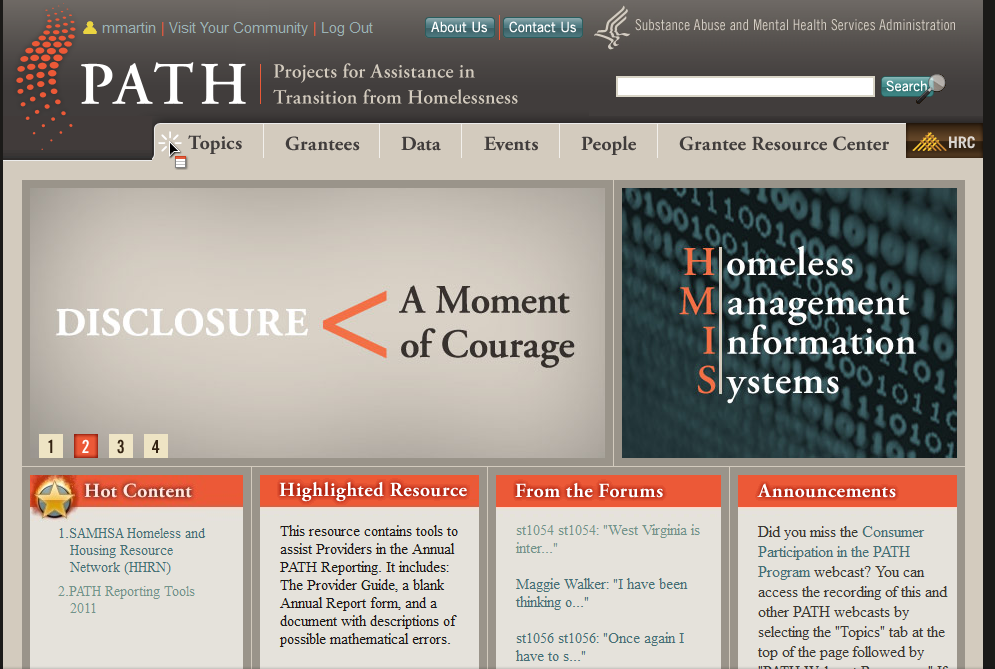 mmartin | Visit Your Community | Log Out
About Us
Contact Us
Substance Abuse and Mental Health Services Administration
PATH
Projects for Assistance in
Transition from Homelessness
Search
Topics
Grantees
Data
Events
People
Grantee Resource Center
HRC
DISCLOSURE
A Moment
of Courage
1 2 3 4
Homeless
Management
Information
Systems
Hot Content
1.SAMHSA Homeless and
Housing Resource
Network (HHRN)
2.PATH Reporting Tools
2011
Highlighted Resource
This resource contains tools to
assist Providers in the Annual
PATH Reporting. It includes:
The Provider Guide, a blank
Annual Report form, and a
document with descriptions of
possible mathematical errors.
From the Forums
st1054 st1054: "West Virginia is
inter..."
Maggie Walker: "I have been
thinking o..."
st1056 st1056: "Once again I
have to s..."
Announcements
Did you miss the Consumer
Participation in the PATH
Program webcast? You can
access the recording of this and
other PATH webcasts by
selecting the "Topics" tab at the
top of the page followed by